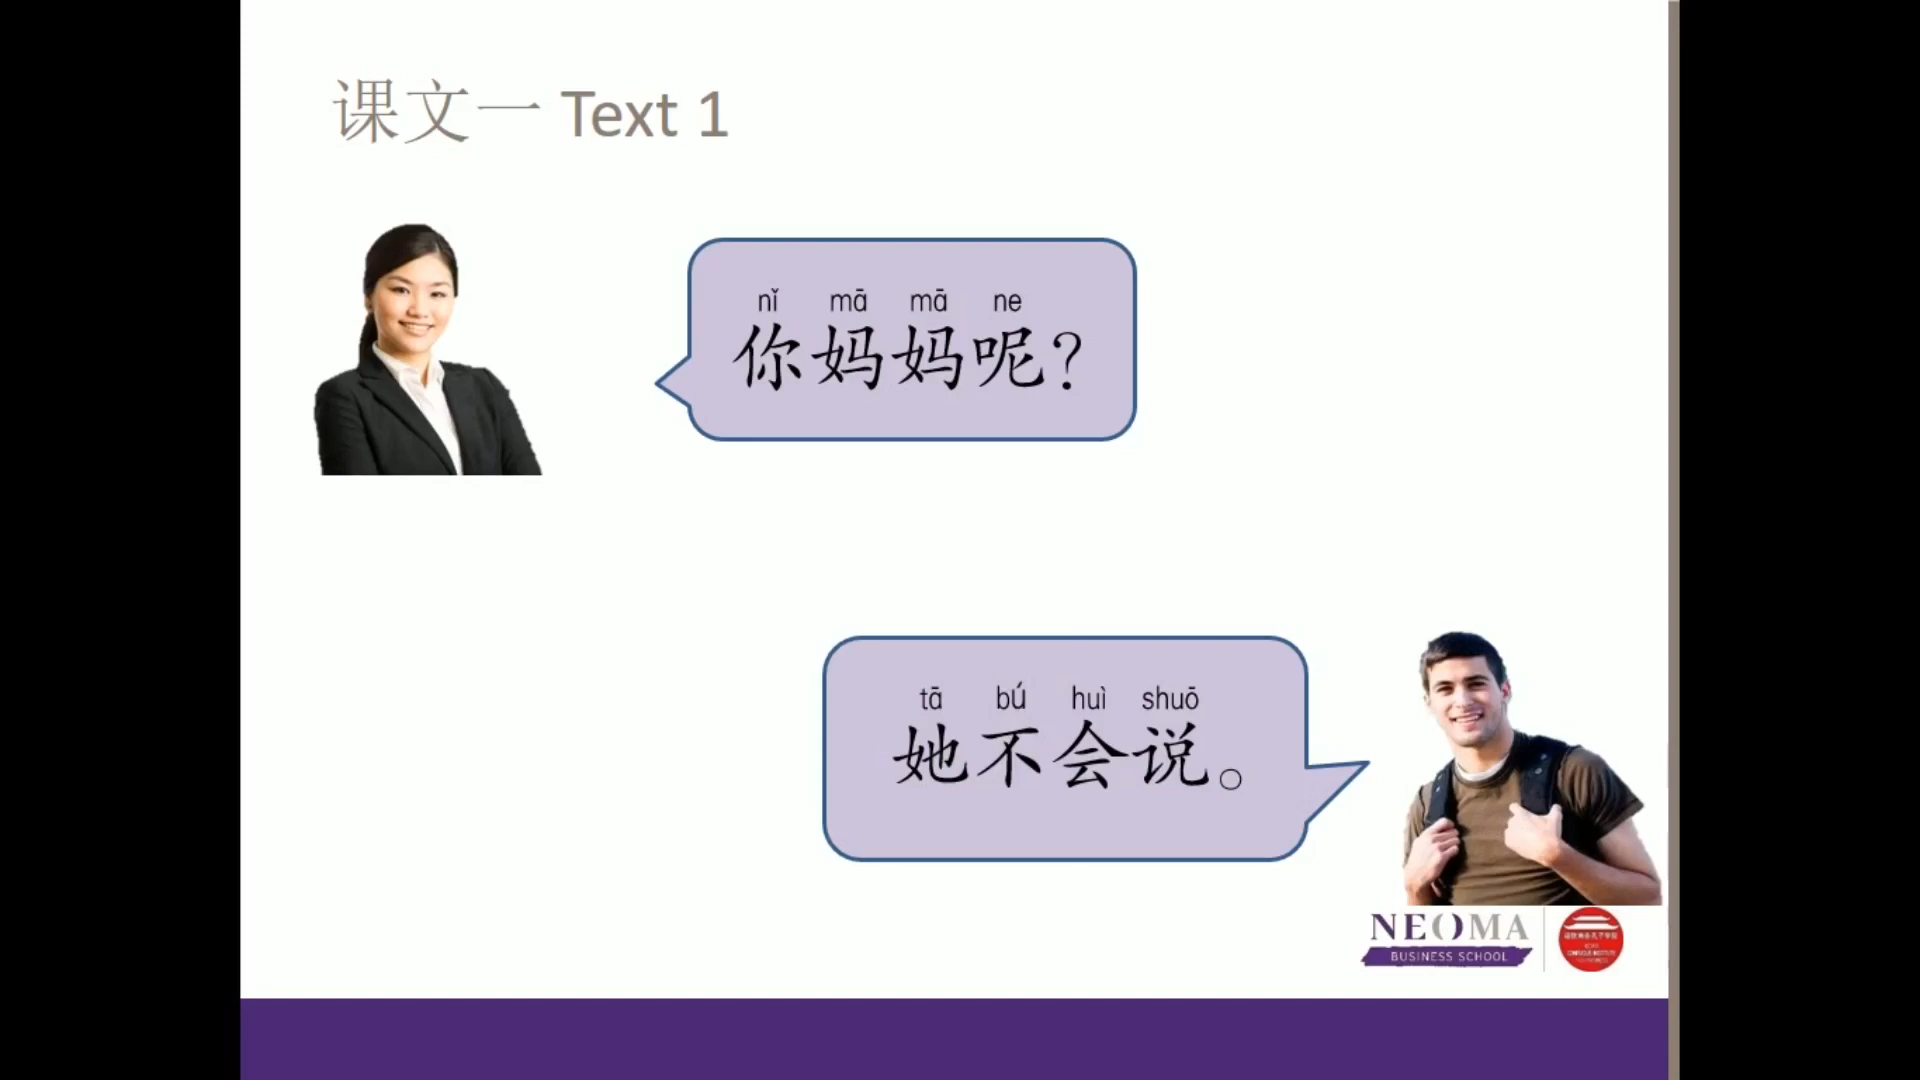 课文一 Text 1
nǐ mā mā ne
你妈妈呢？
tā bú huì shuō
她不会说。
NEOMA
BUSINESS SCHOOL